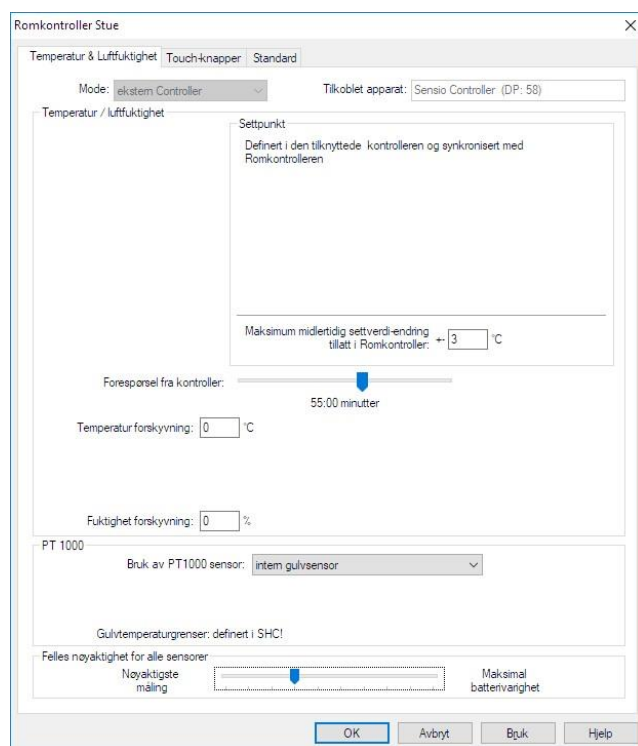 Romkontroller Stue
Temperatur & Luftfuktighet Touch-knapper Standard
Mode: ekstern Controller Tilkoblet apparat: Sensio Controller (DP: 58)
Temperatur / luftfuktighet
Settpunkt
Definert i den tilknyttede kontrolleren og synkronisert med
Romkontrolleren
Maksimum midlertidig settverdi-endring
tillatt i Romkontroller: +- 3 °C
Forespørsel fra kontroller:
55:00 minutter
Temperatur forskyvning: 0 °C
Fuktighet forskyvning: 0 %
PT 1000
Bruk av PT1000 sensor: intern gulvsensor
Gulvtemperaturgrenser: definert i SHC!
Felles nøyaktighet for alle sensorer
Nøyaktigste
måling
Maksimal
batterivarighet
OK Avbryt Bruk Hjelp